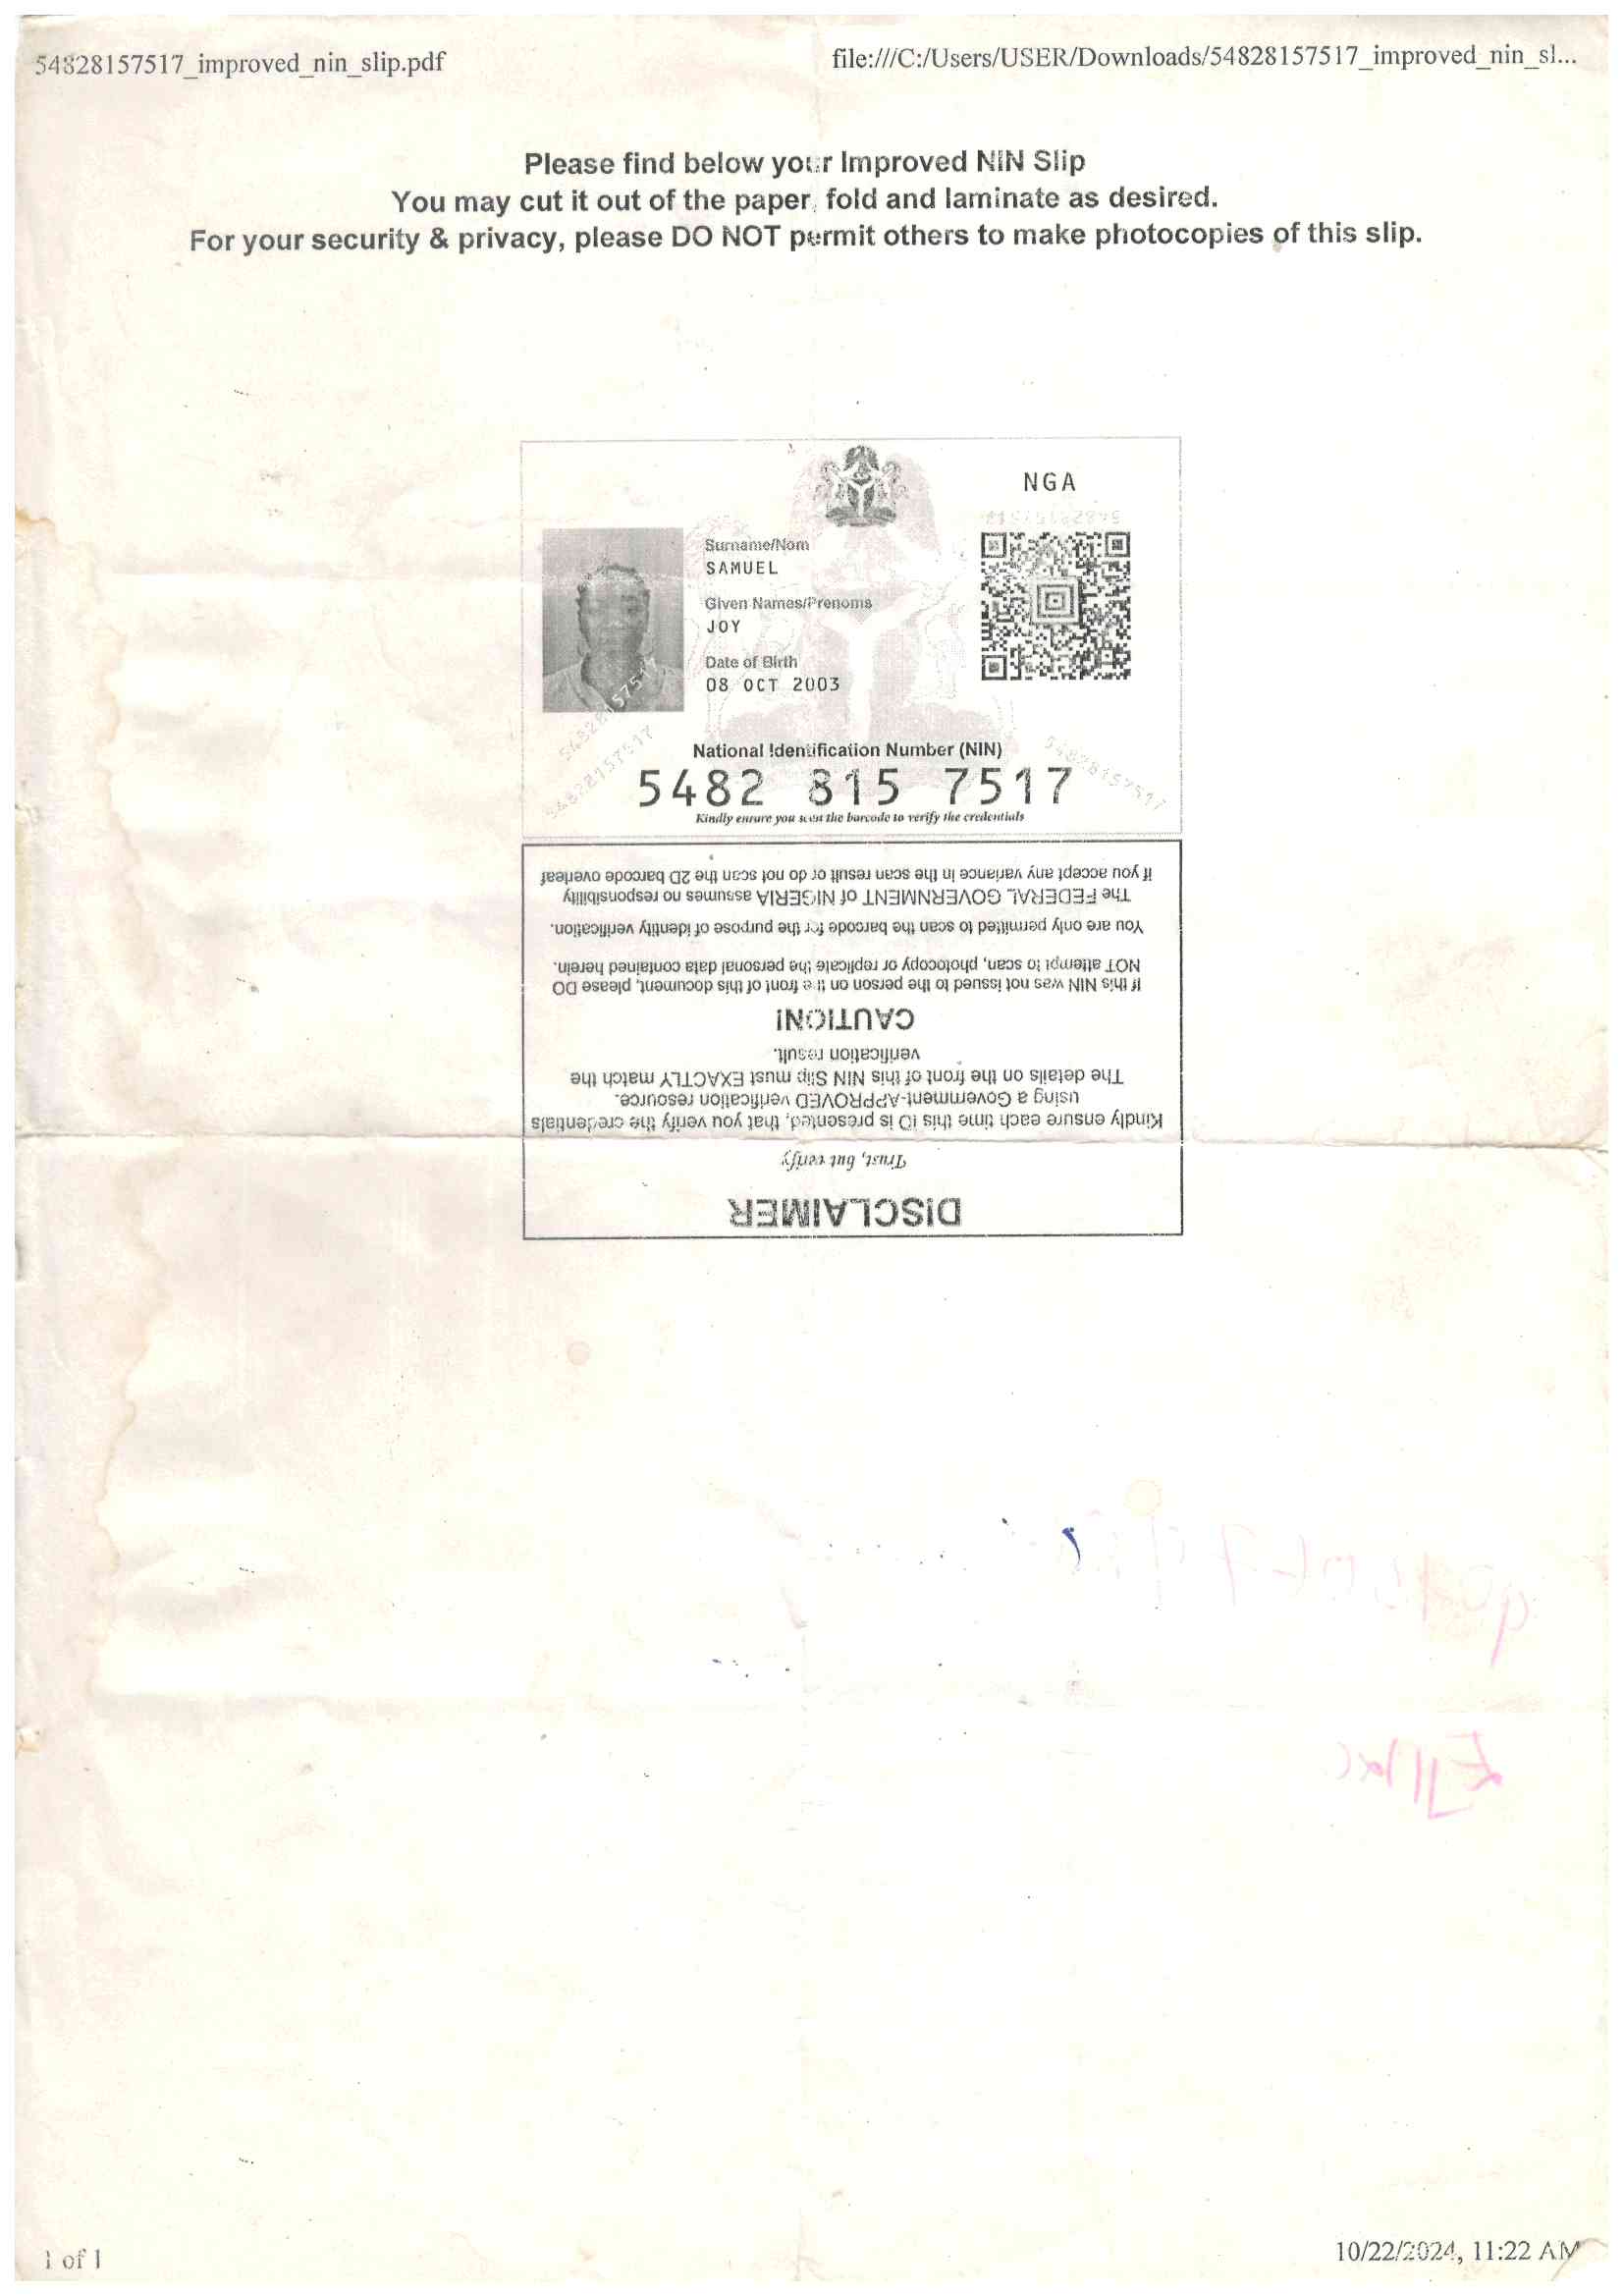 54828157517_improved_nin_slip.pdf
file:///C:/Users/USER/Downloads/54828157517_improved_nin_sl...
Please find below your Improved NIN Slip
You may cut it out of the paper, fold and laminate as desired.
For your security & privacy, please DO NOT permit others to make photocopies of this slip.
NGA
54828157517
Surname/Nom
SAMUEL
Given Names/Prenoms
JOY
Date of Birth
08 OCT 2003
54828157517
54828157517
54828157517
National Identification Number (NIN)
5482 815 7517
Kindly ensure you scan the barcode to verify the credentials
DISCLAIMER
Trust, but verify
Kindly ensure each time this ID is presented, that you verify the credentials
using a Government-APPROVED verification resource.
The details on the front of this NIN Slip must EXACTLY match the
verification result.
CAUTION!
If this NIN was not issued to the person on the front of this document, please DO
NOT attempt to scan, photocopy or replicate the personal data contained herein.
You are only permitted to scan the barcode for the purpose of identity verification.
The FEDERAL GOVERNMENT of NIGERIA assumes no responsibility
if you accept any variance in the scan result or do not scan the 2D barcode overleaf
1 of 1
10/22/2024, 11:22 AM